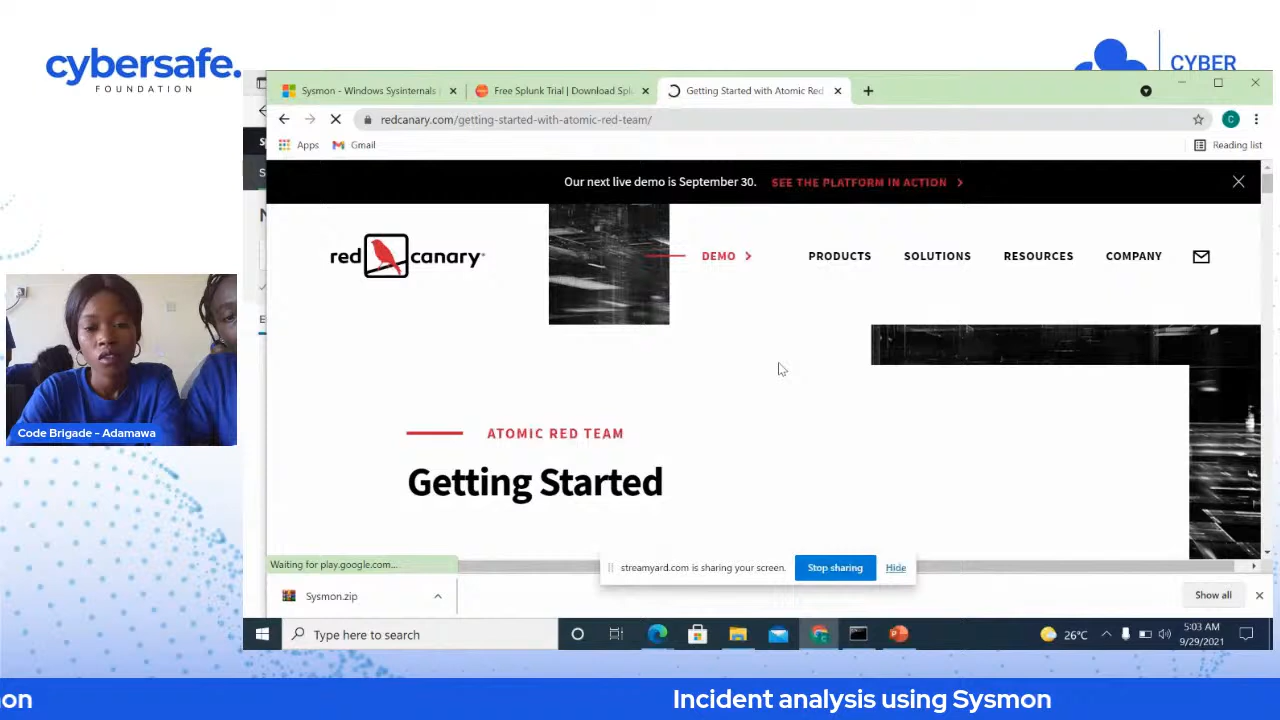 cybersafe.
FOUNDATION
CYBER
Sysmon - Windows Sysinternals
Free Splunk Trial | Download Spl
Getting Started with Atomic Red
redcanary.com/getting-started-with-atomic-red-team/
Apps
Gmail
Reading list
Our next live demo is September 30. SEE THE PLATFORM IN ACTION
red canary
DEMO
PRODUCTS
SOLUTIONS
RESOURCES
COMPANY
ATOMIC RED TEAM
Getting Started
Code Brigade - Adamawa
Waiting for play.google.com...
streamyard.com is sharing your screen.
Stop sharing
Hide
Sysmon.zip
Show all
Type here to search
26°C
5:03 AM
9/29/2021
on
Incident analysis using Sysmon